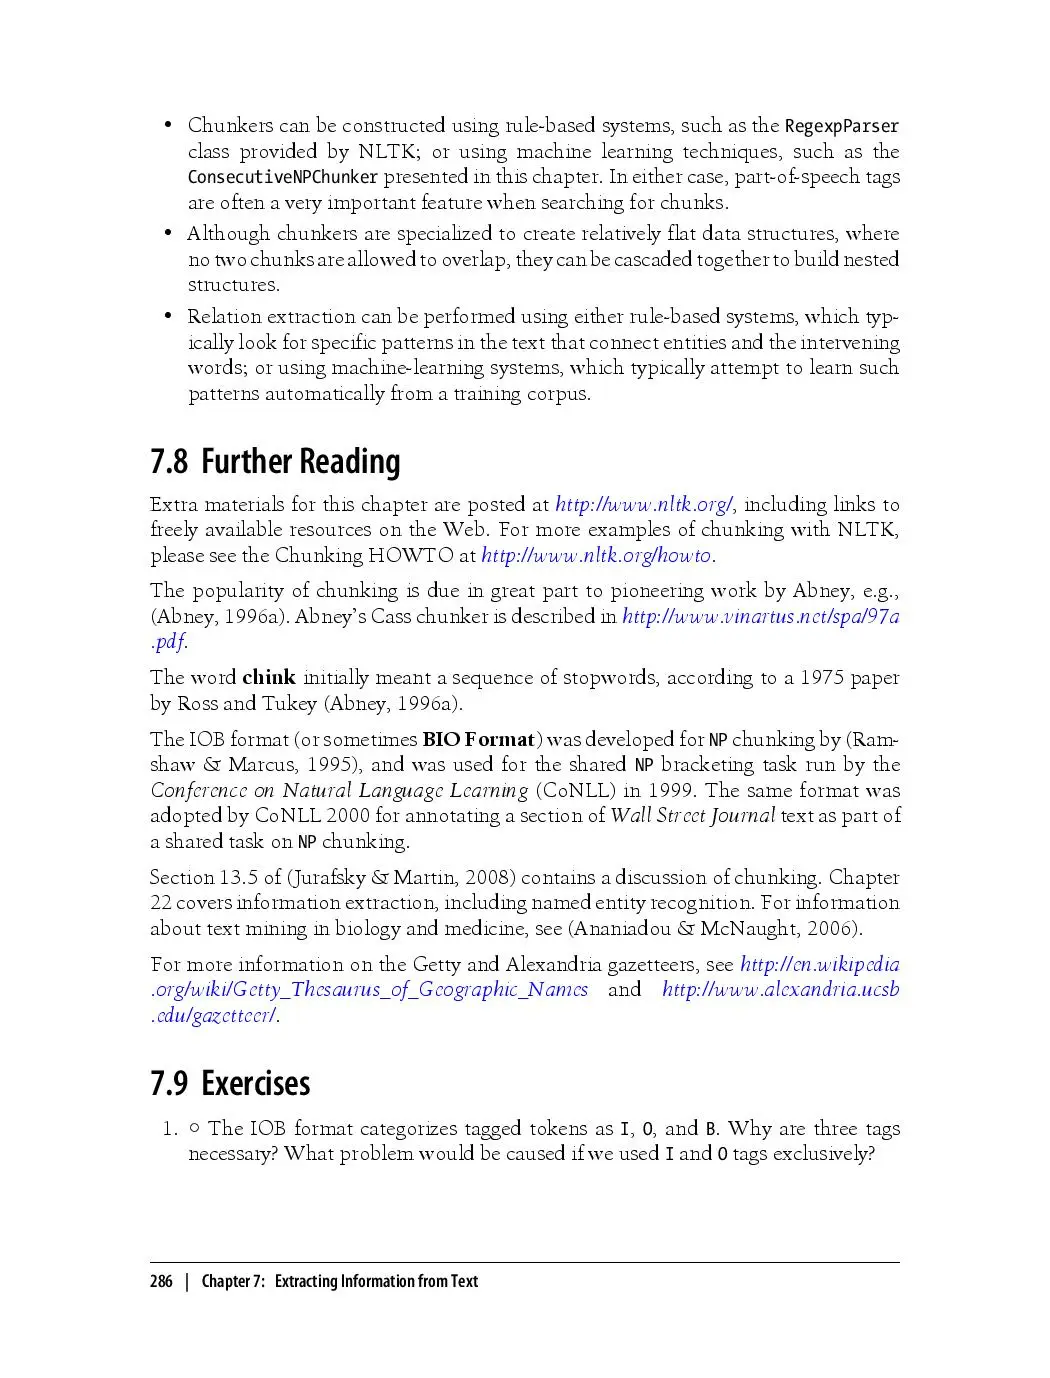 • Chunkers can be constructed using rule-based systems, such as the RegexpParser
class provided by NLTK; or using machine learning techniques, such as the
ConsecutiveNPChunker presented in this chapter. In either case, part-of-speech tags
are often a very important feature when searching for chunks.
• Although chunkers are specialized to create relatively flat data structures, where
no two chunks are allowed to overlap, they can be cascaded together to build nested
structures.
• Relation extraction can be performed using either rule-based systems, which typ-
ically look for specific patterns in the text that connect entities and the intervening
words; or using machine-learning systems, which typically attempt to learn such
patterns automatically from a training corpus.
7.8 Further Reading
Extra materials for this chapter are posted at http://www.nltk.org/, including links to
freely available resources on the Web. For more examples of chunking with NLTK,
please see the Chunking HOWTO at http://www.nltk.org/howto.
The popularity of chunking is due in great part to pioneering work by Abney, e.g.,
(Abney, 1996a). Abney's Cass chunker is described in http://www.vinartus.net/spa/97a
.pdf.
The word chink initially meant a sequence of stopwords, according to a 1975 paper
by Ross and Tukey (Abney, 1996a).
The IOB format (or sometimes BIO Format) was developed for NP chunking by (Ram-
shaw & Marcus, 1995), and was used for the shared NP bracketing task run by the
Conference on Natural Language Learning (CoNLL) in 1999. The same format was
adopted by CoNLL 2000 for annotating a section of Wall Street Journal text as part of
a shared task on NP chunking.
Section 13.5 of (Jurafsky & Martin, 2008) contains a discussion of chunking. Chapter
22 covers information extraction, including named entity recognition. For information
about text mining in biology and medicine, see (Ananiadou & McNaught, 2006).
For more information on the Getty and Alexandria gazetteers, see http://en.wikipedia
.org/wiki/Getty_Thesaurus_of_Geographic_Names and http://www.alexandria.ucsb
.edu/gazetteer/.
7.9 Exercises
1. ○ The IOB format categorizes tagged tokens as I, O, and B. Why are three tags
necessary? What problem would be caused if we used I and O tags exclusively?
286 | Chapter 7: Extracting Information from Text